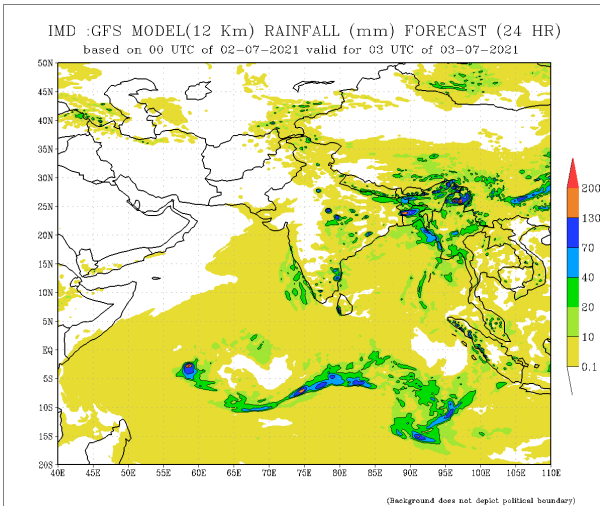 IMD :GFS MODEL(12 Km) RAINFALL (mm) FORECAST (24 HR)
based on 00 UTC of 02-07-2021 valid for 03 UTC of 03-07-2021
50N
45N
40N
35N
30N
25N
20N
15N
10N
5N
EQ
5S
10S
15S
20S
40E 45E 50E 55E 60E 65E 70E 75E 80E 85E 90E 95E 100E 105E 110E
200
130
70
40
20
10
0.1
(Background does not depict political boundary)